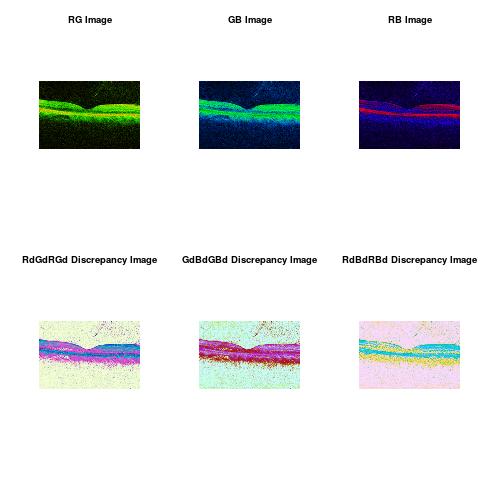 RG Image
GB Image
RB Image
RdGdRGd Discrepancy Image
GdBdGBd Discrepancy Image
RdBdRBd Discrepancy Image